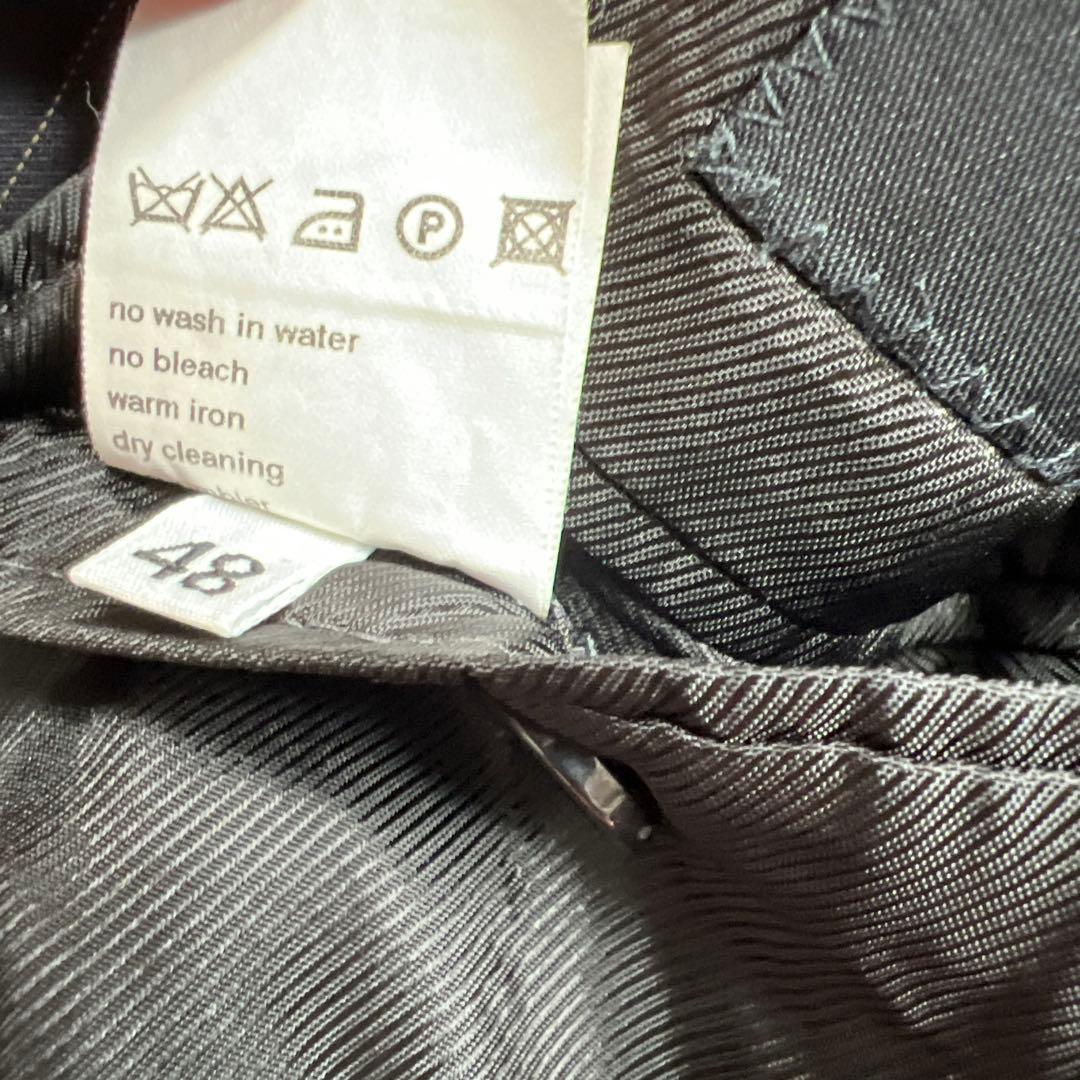 P
no wash in water
no bleach
warm iron
dry cleaning
48